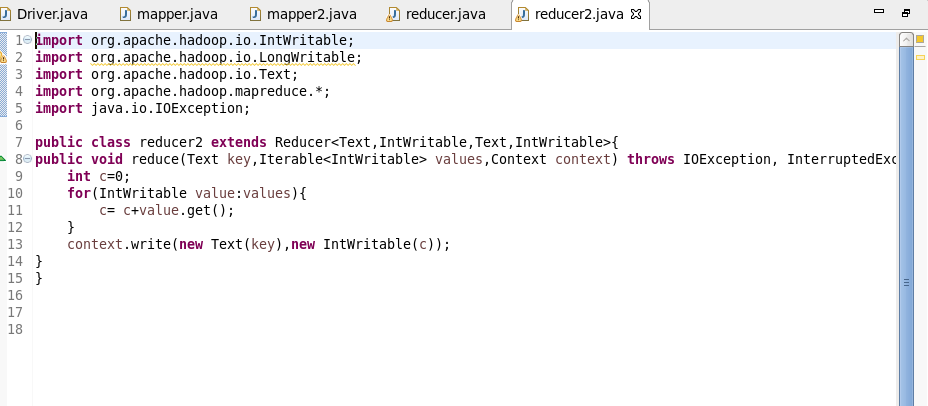 Driver.java mapper.java mapper2.java reducer.java reducer2.java
1 import org.apache.hadoop.io.IntWritable;
2 import org.apache.hadoop.io.LongWritable;
3 import org.apache.hadoop.io.Text;
4 import org.apache.hadoop.mapreduce.*;
5 import java.io.IOException;
6
7 public class reducer2 extends Reducer<Text,IntWritable,Text,IntWritable>{
8 public void reduce(Text key,Iterable<IntWritable> values,Context context) throws IOException, InterruptedExc
9     int c=0;
10     for(IntWritable value:values){
11         c= c+value.get();
12     }
13     context.write(new Text(key),new IntWritable(c));
14 }
15 }
16
17
18